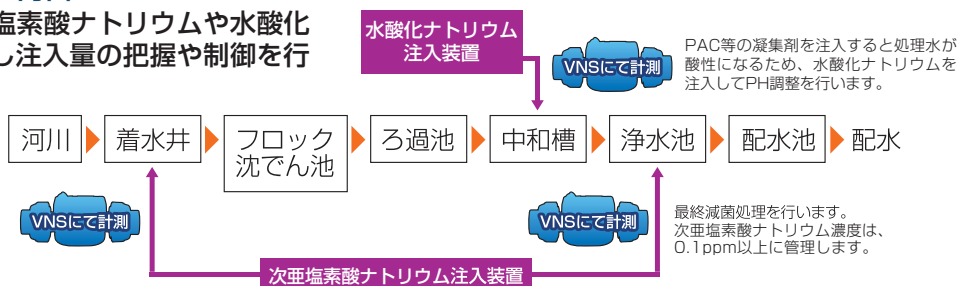 塩素酸ナトリウムや水酸化
し注入量の把握や制御を行
水酸化ナトリウム
注入装置
VNSにて計測
PAC等の凝集剤を注入すると処理水が
酸性になるため、水酸化ナトリウムを
注入してPH調整を行います。
河川
着水井
フロック
沈でん池
ろ過池
中和槽
浄水池
配水池
配水
VNSにて計測
VNSにて計測
最終滅菌処理を行います。
次亜塩素酸ナトリウム濃度は、
0.1ppm以上に管理します。
次亜塩素酸ナトリウム注入装置